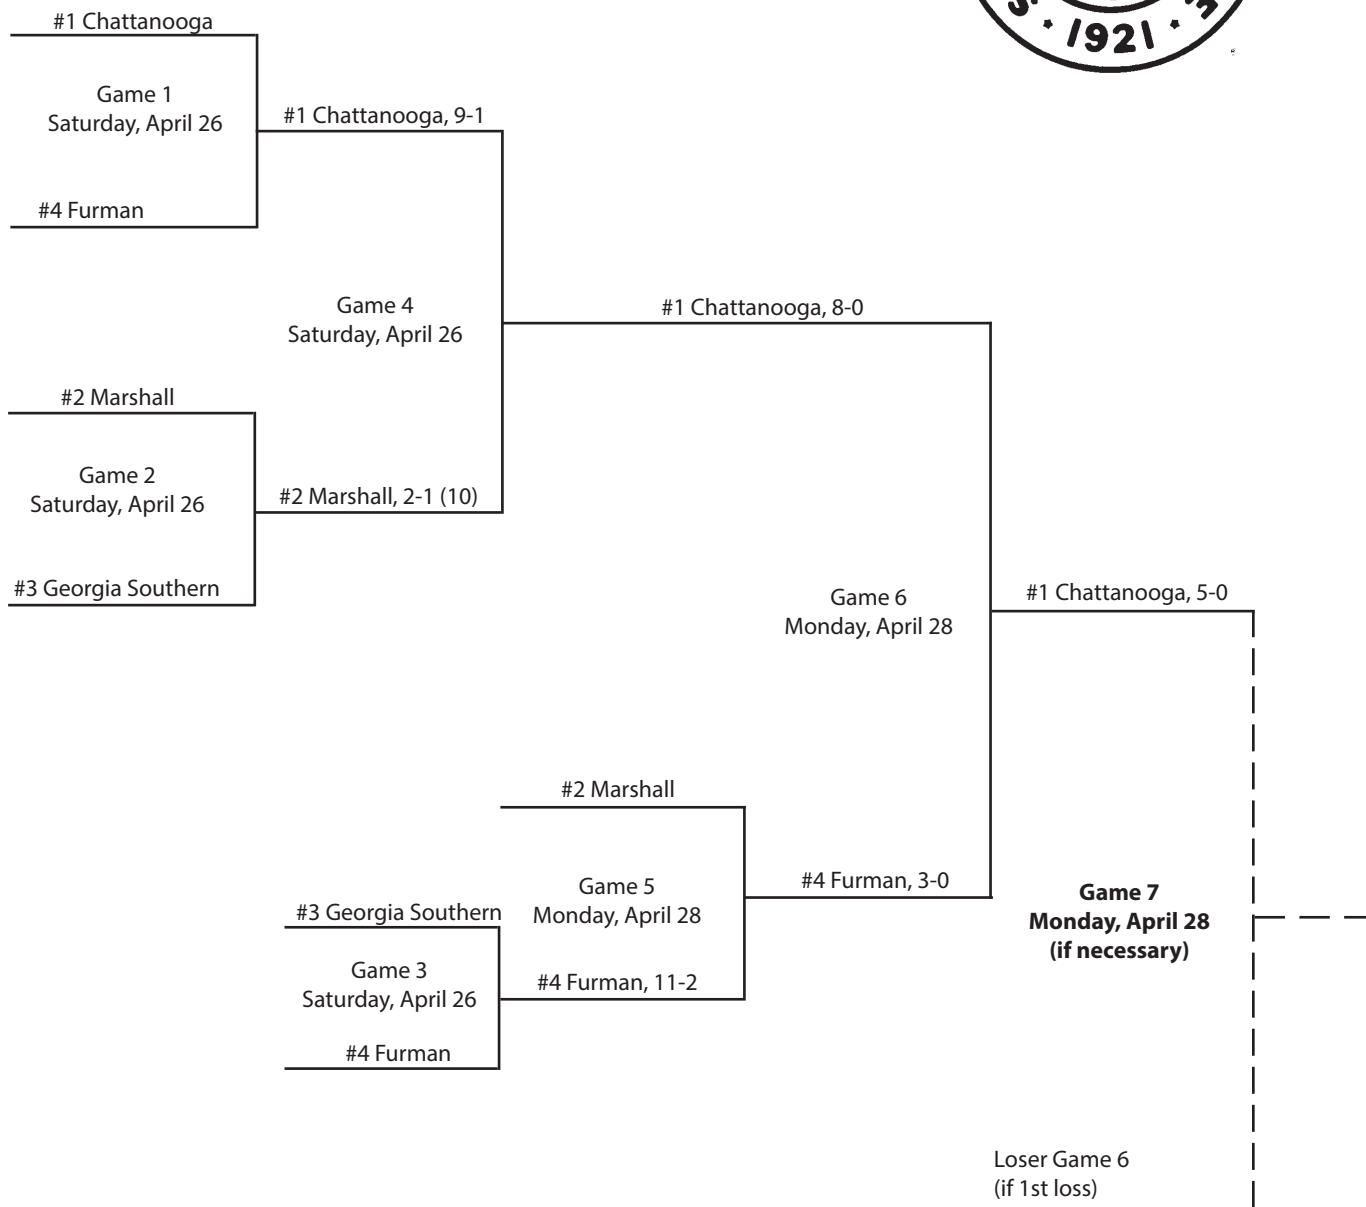 #1 Chattanooga
Game 1
Saturday, April 26
#1 Chattanooga, 9-1
#4 Furman
Game 4
Saturday, April 26
#1 Chattanooga, 8-0
#2 Marshall
Game 2
Saturday, April 26
#2 Marshall, 2-1 (10)
#3 Georgia Southern
Game 6
Monday, April 28
#1 Chattanooga, 5-0
#2 Marshall
Game 5
Monday, April 28
#4 Furman, 3-0
#3 Georgia Southern
Game 3
Saturday, April 26
#4 Furman, 11-2
#4 Furman
Game 7
Monday, April 28
(if necessary)
Loser Game 6
(if 1st loss)
1921